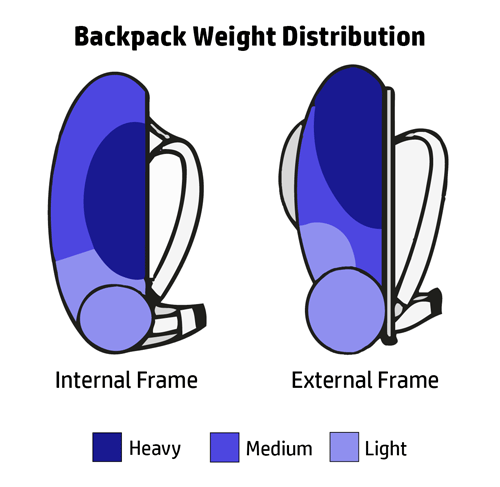 Backpack Weight Distribution
Internal Frame
External Frame
Heavy
Medium
Light